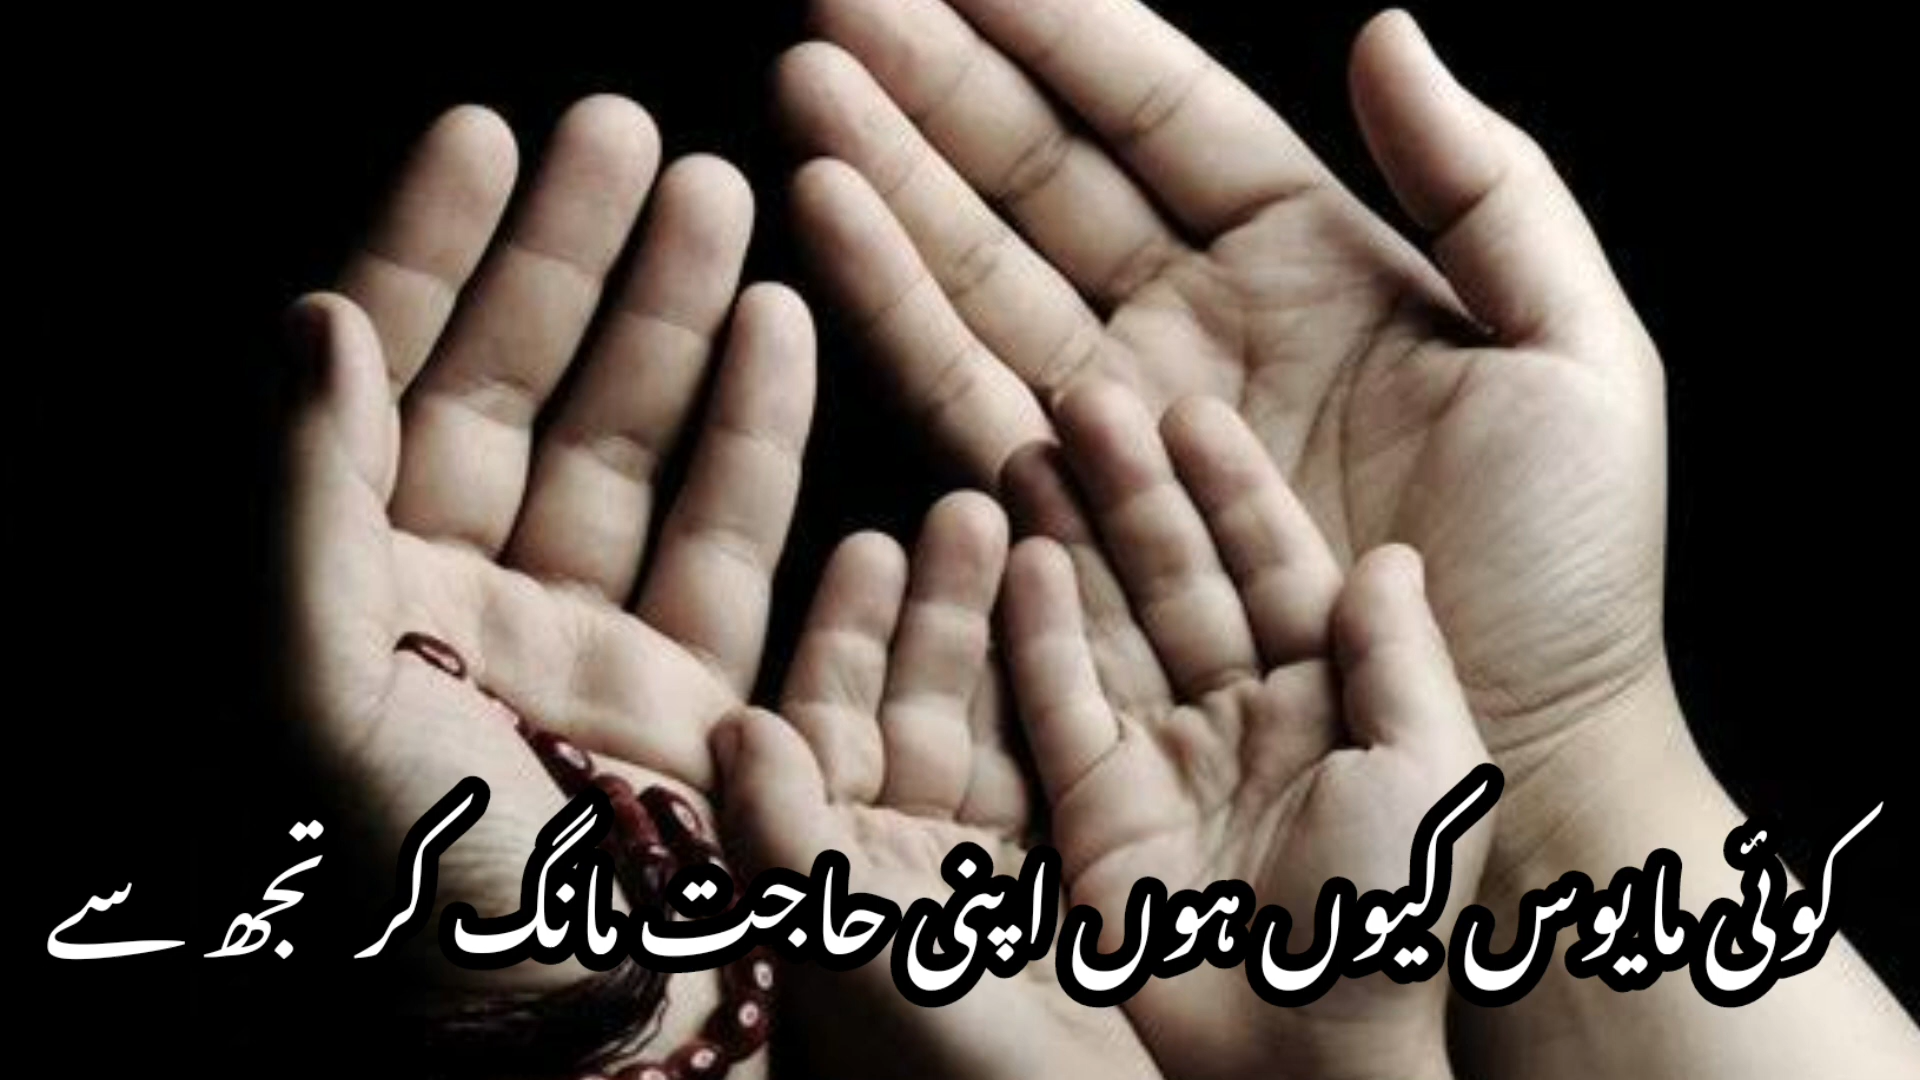 کوئی مایوس کیوں ہوں اپنی حاجت مانگ کر تجھ سے